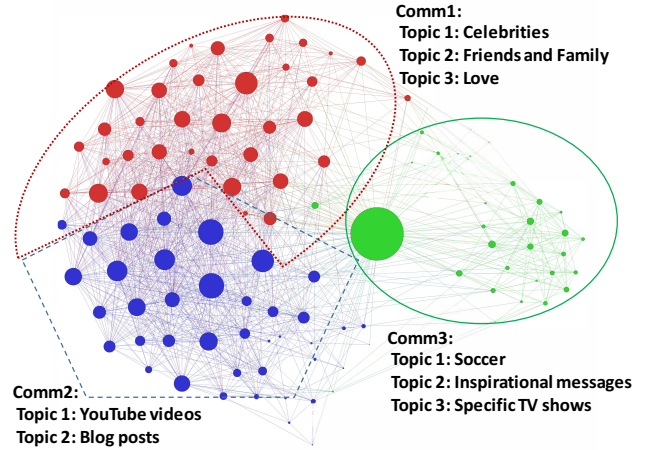 Comm1:
Topic 1: Celebrities
Topic 2: Friends and Family
Topic 3: Love
Comm3:
Topic 1: Soccer
Topic 2: Inspirational messages
Topic 3: Specific TV shows
Comm2:
Topic 1: YouTube videos
Topic 2: Blog posts